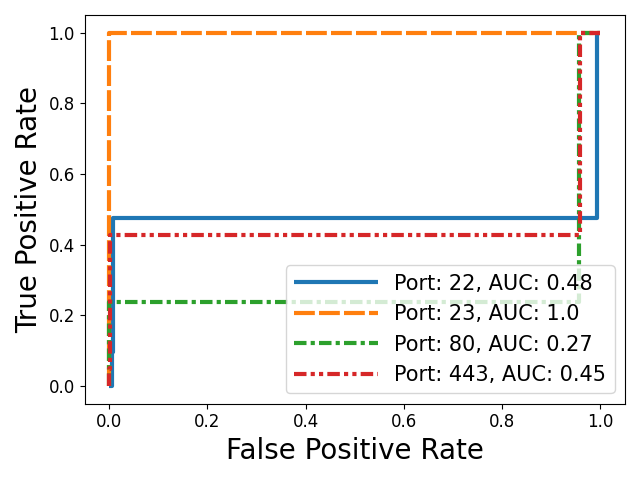 True Positive Rate
1.0
0.8
0.6
0.4
0.2
0.0
Port: 22, AUC: 0.48
Port: 23, AUC: 1.0
Port: 80, AUC: 0.27
Port: 443, AUC: 0.45
0.0 0.2 0.4 0.6 0.8 1.0
False Positive Rate